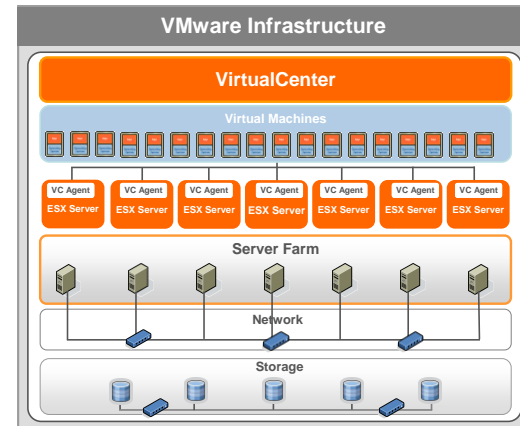 VMware Infrastructure
VirtualCenter
Virtual Machines
VC Agent VC Agent VC Agent VC Agent VC Agent VC Agent VC Agent
ESX Server ESX Server ESX Server ESX Server ESX Server ESX Server ESX Server
Server Farm
Network
Storage